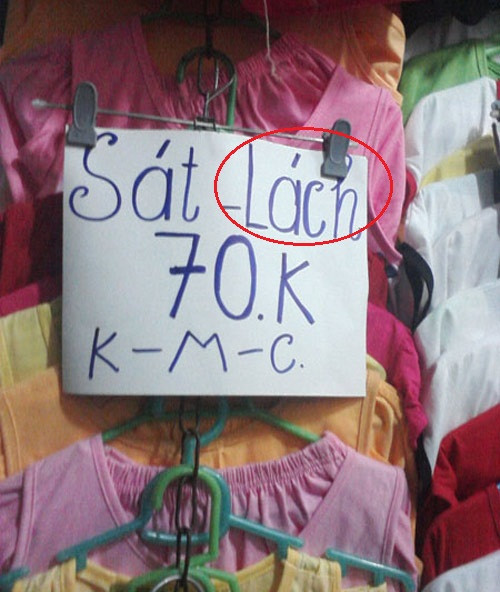 Sát - Lách
70.K
K - M - C.